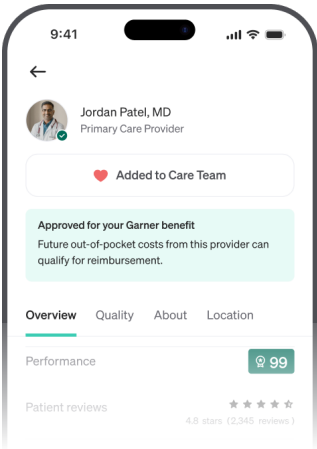 9:41
Jordan Patel, MD
Primary Care Provider
Added to Care Team
Approved for your Garner benefit
Future out-of-pocket costs from this provider can
qualify for reimbursement.
Overview Quality About Location
Performance 99
Patient reviews
4.8 stars (2,345 reviews)